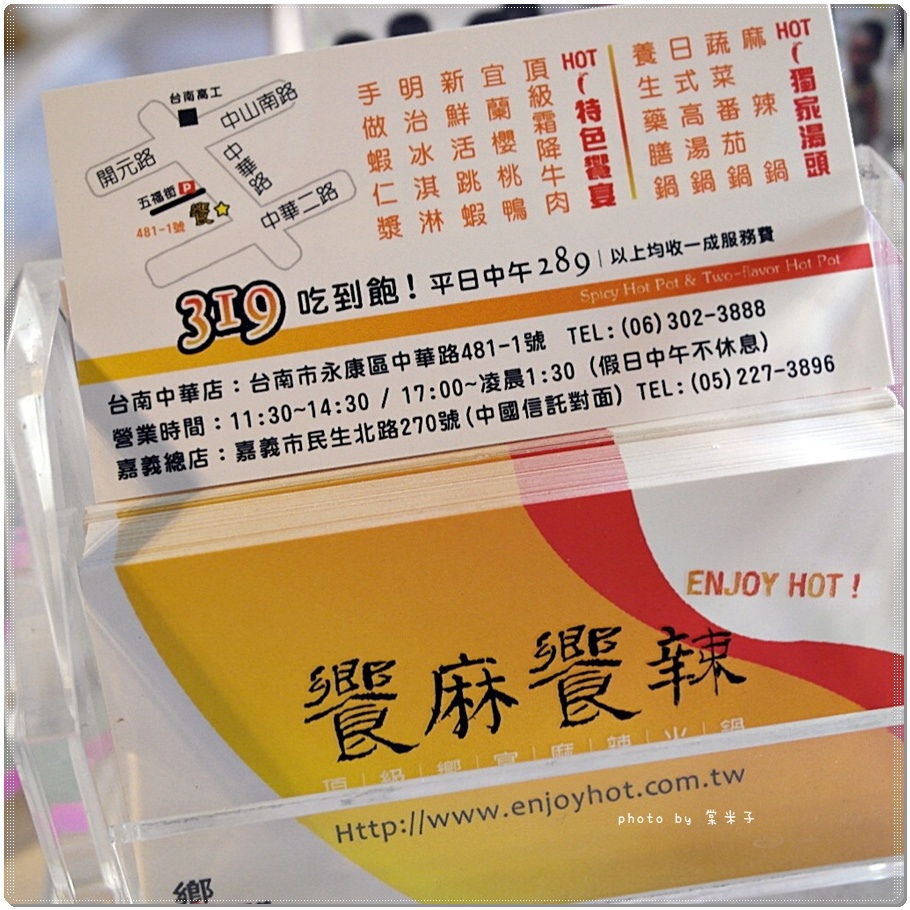 台南高工
中山南路
開元路
中華路
五福街 P
饗
481-1號
中華二路
HOT 獨家湯頭
麻辣鍋
蔬菜番茄鍋
日式高湯鍋
養生藥膳鍋
HOT 特色饗宴
頂級霜降牛肉
宜蘭櫻桃鴨
新鮮活跳蝦
明治冰淇淋
手做蝦仁漿
319 吃到飽！平日中午289｜以上均收一成服務費
Spicy Hot Pot & Two-flavor Hot Pot
台南中華店：台南市永康區中華路481-1號 TEL:(06)302-3888
營業時間：11:30~14:30 / 17:00~凌晨1:30 (假日中午不休息)
嘉義總店：嘉義市民生北路270號(中國信託對面) TEL:(05)227-3896
ENJOY HOT !
饗麻饗辣
頂｜級｜饗｜宴｜麻｜辣｜火｜鍋
Http://www.enjoyhot.com.tw
photo by 棠米子